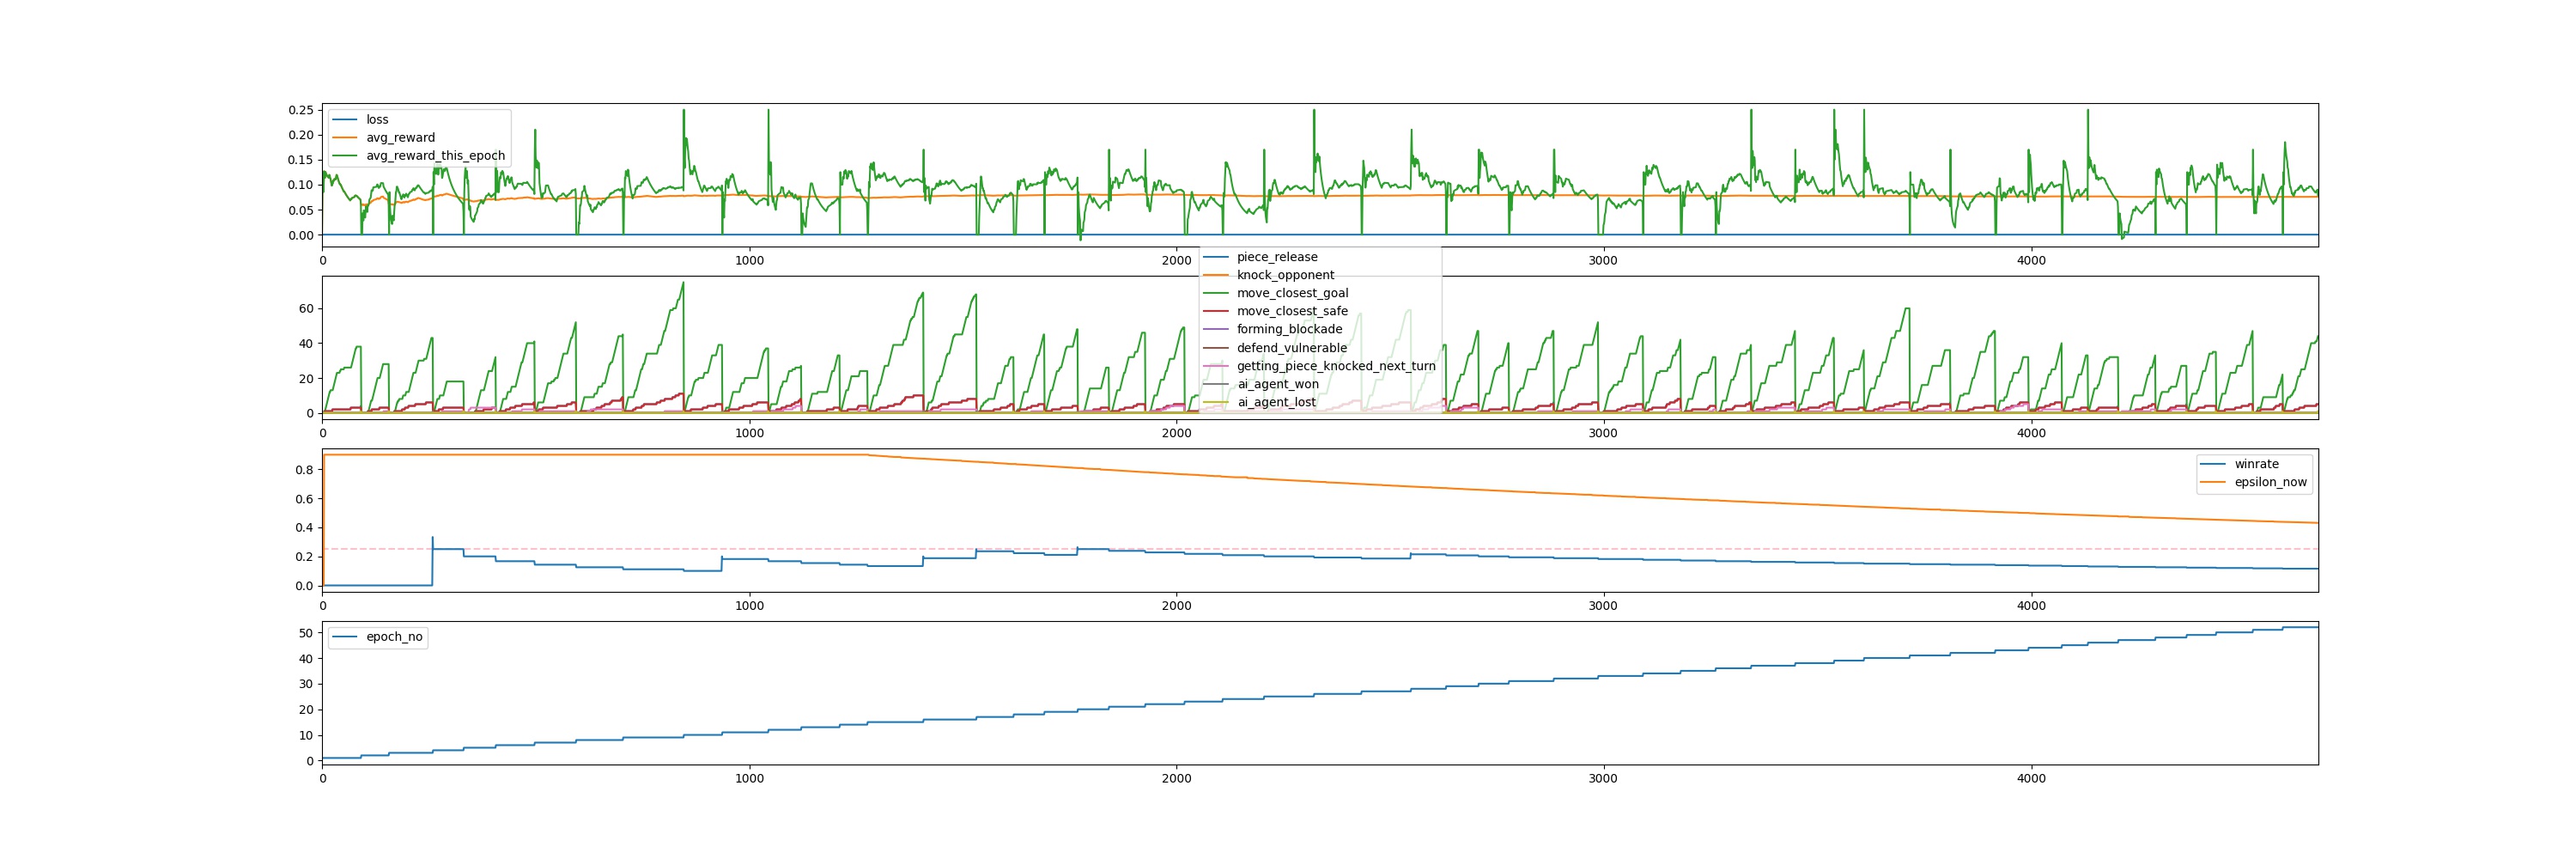 0.25
0.20
0.15
0.10
0.05
0.00
loss
avg_reward
avg_reward_this_epoch
0 1000 2000 3000 4000
60
40
20
0
piece_release
knock_opponent
move_closest_goal
move_closest_safe
forming_blockade
defend_vulnerable
getting_piece_knocked_next_turn
ai_agent_won
ai_agent_lost
0 1000 2000 3000 4000
0.8
0.6
0.4
0.2
0.0
winrate
epsilon_now
0 1000 2000 3000 4000
50
40
30
20
10
0
epoch_no
0 1000 2000 3000 4000